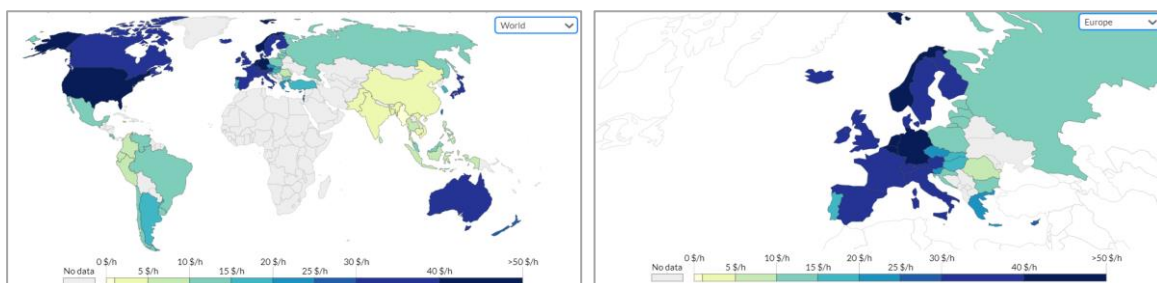 World
No data
0 $/h
5 $/h
10 $/h
15 $/h
20 $/h
25 $/h
30 $/h
40 $/h
>50 $/h
Europe
No data
0 $/h
5 $/h
10 $/h
15 $/h
20 $/h
25 $/h
30 $/h
40 $/h
>50 $/h